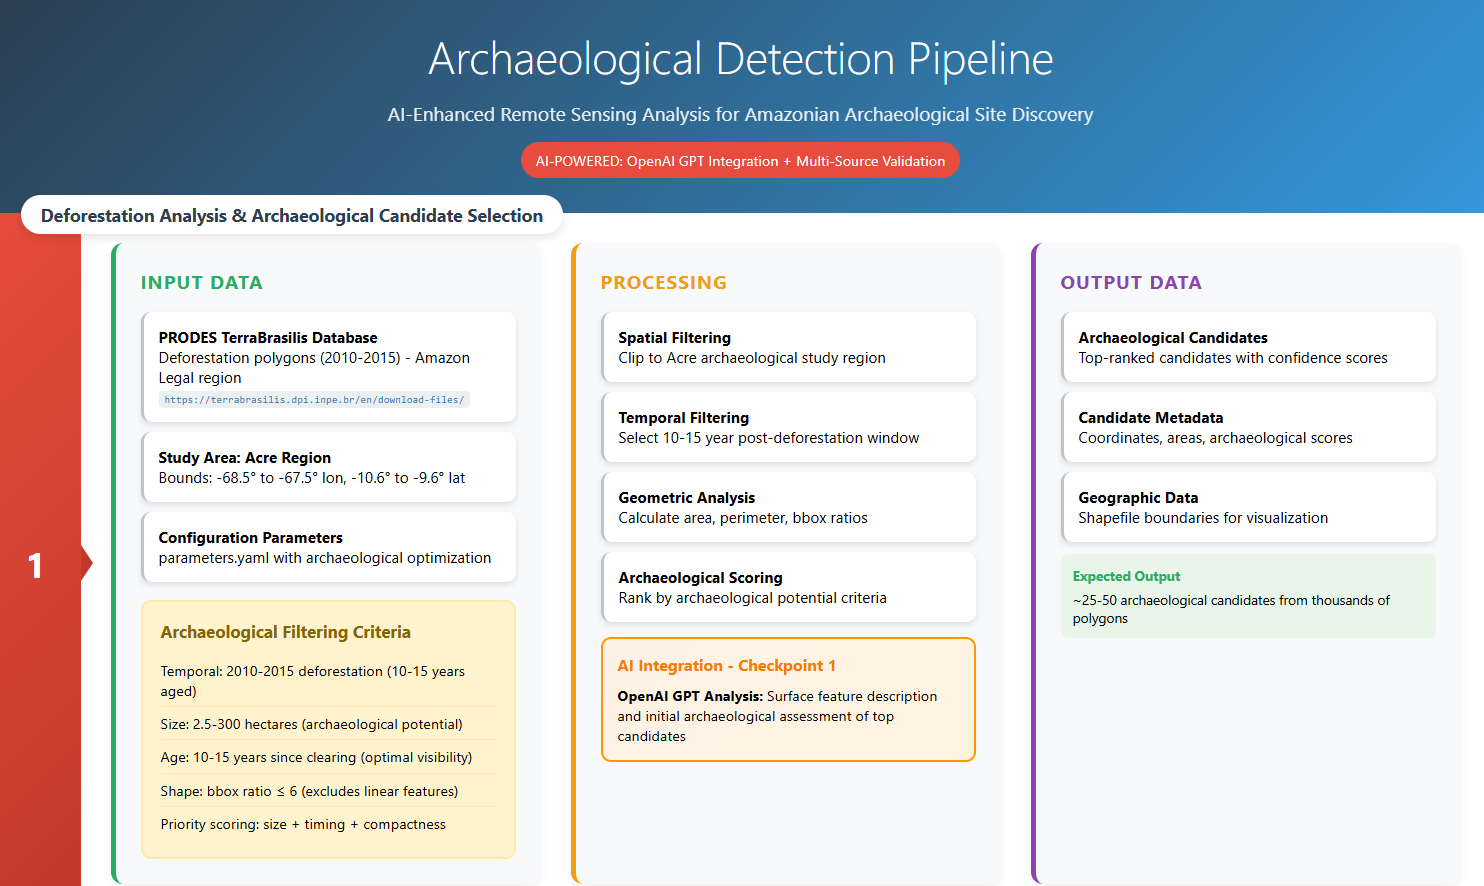 Archaeological Detection Pipeline
AI-Enhanced Remote Sensing Analysis for Amazonian Archaeological Site Discovery
AI-POWERED: OpenAI GPT Integration + Multi-Source Validation
Deforestation Analysis & Archaeological Candidate Selection
1
INPUT DATA
PRODES TerraBrasilis Database
Deforestation polygons (2010-2015) - Amazon
Legal region
https://terrabrasilis.dpi.inpe.br/en/download-files/
Study Area: Acre Region
Bounds: -68.5° to -67.5° lon, -10.6° to -9.6° lat
Configuration Parameters
parameters.yaml with archaeological optimization
Archaeological Filtering Criteria
Temporal: 2010-2015 deforestation (10-15 years
aged)
Size: 2.5-300 hectares (archaeological potential)
Age: 10-15 years since clearing (optimal visibility)
Shape: bbox ratio ≤ 6 (excludes linear features)
Priority scoring: size + timing + compactness
PROCESSING
Spatial Filtering
Clip to Acre archaeological study region
Temporal Filtering
Select 10-15 year post-deforestation window
Geometric Analysis
Calculate area, perimeter, bbox ratios
Archaeological Scoring
Rank by archaeological potential criteria
AI Integration - Checkpoint 1
OpenAI GPT Analysis: Surface feature description
and initial archaeological assessment of top
candidates
OUTPUT DATA
Archaeological Candidates
Top-ranked candidates with confidence scores
Candidate Metadata
Coordinates, areas, archaeological scores
Geographic Data
Shapefile boundaries for visualization
Expected Output
~25-50 archaeological candidates from thousands of
polygons